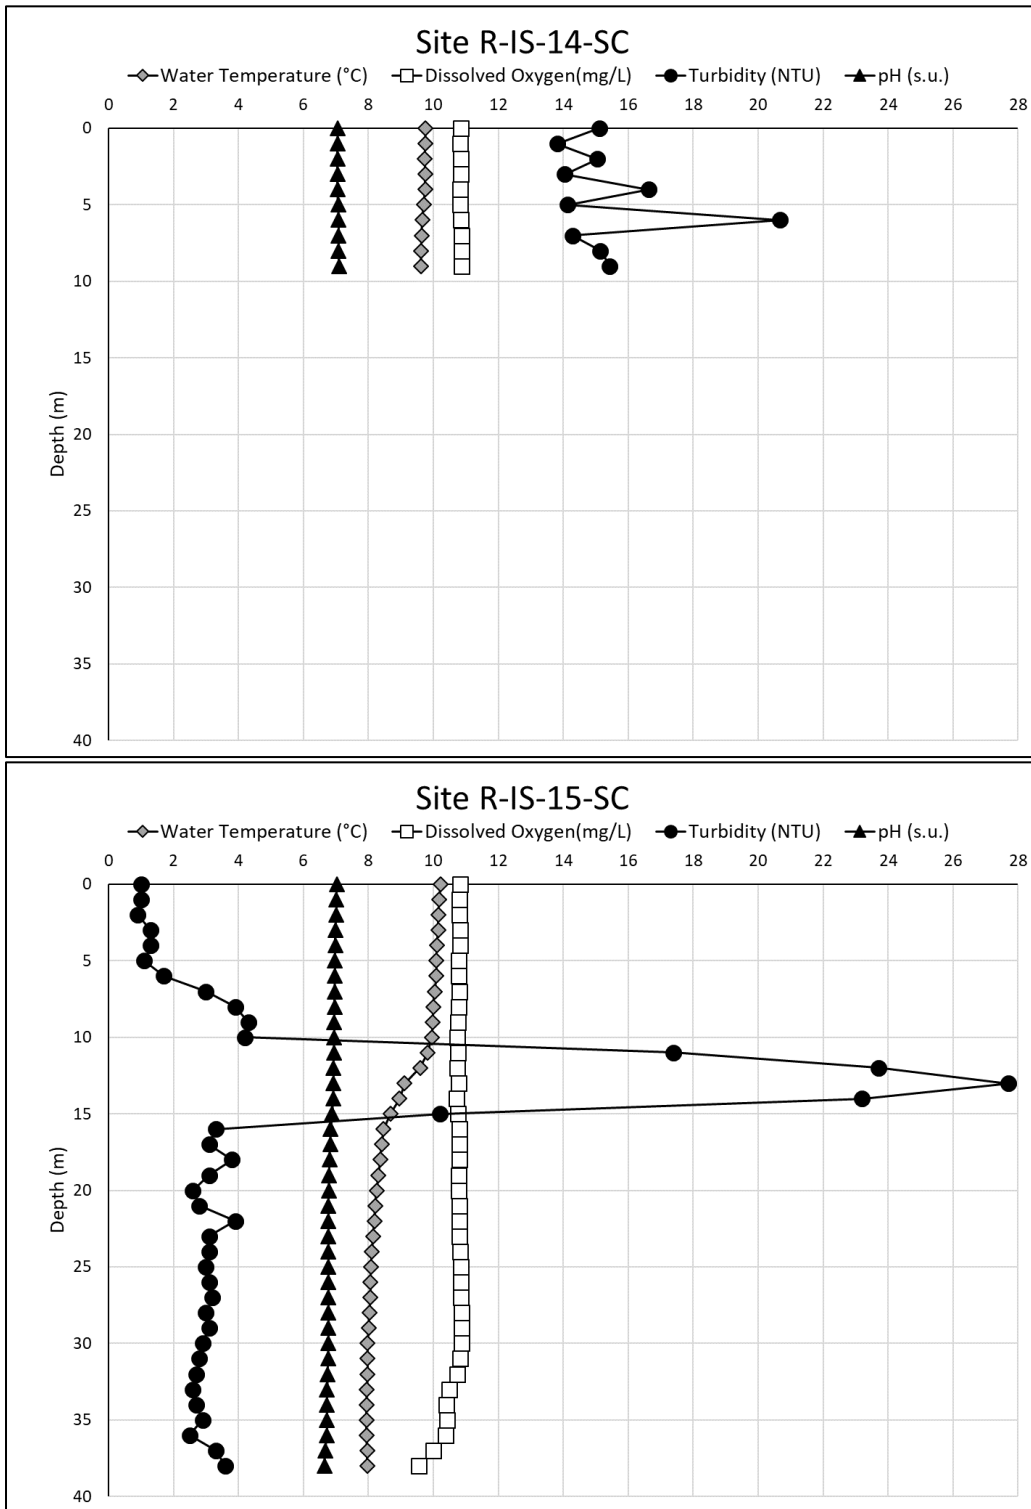 Site R-IS-14-SC
Water Temperature (°C) Dissolved Oxygen(mg/L) Turbidity (NTU) pH (s.u.)
0 2 4 6 8 10 12 14 16 18 20 22 24 26 28
0
5
10
15
20
25
30
35
40
Depth (m)
Site R-IS-15-SC
Water Temperature (°C) Dissolved Oxygen(mg/L) Turbidity (NTU) pH (s.u.)
0 2 4 6 8 10 12 14 16 18 20 22 24 26 28
0
5
10
15
20
25
30
35
40
Depth (m)